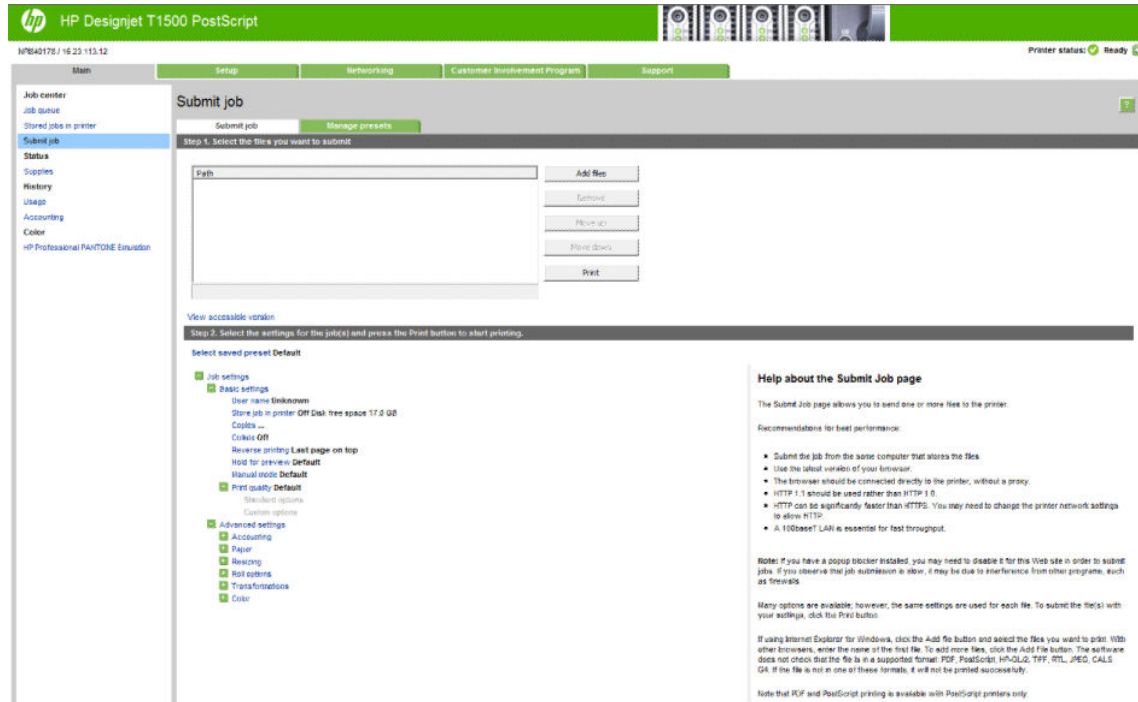 hp HP Designjet T1500 PostScript
Printer status: Ready
Main Setup Networking Customer Involvement Program Support
Job center
Job queue
Stored jobs in printer
Submit job
Status
Supplies
History
Usage
Accounting
Color
HP Professional PANTONE Emulation
Submit job
?
Submit job Manage presets
Step 1. Select the files you want to submit
Path
Add files
Remove
Move up
Move down
Print
View accessible version
Step 2. Select the settings for the job(s) and press the Print button to start printing.
Select saved preset Default
Job settings
Basic settings
User name Unknown
Store job in printer Off Disk free space 17.0 GB
Copies ...
Collate Off
Reverse printing Last page on top
Hold for preview Default
Manual mode Default
Print quality Default
Standard options
Custom options
Advanced settings
Accounting
Paper
Resizing
Roll options
Transformations
Color
Help about the Submit Job page
The Submit Job page allows you to send one or more files to the printer.
Recommendations for best performance:
Submit the job from the same computer that stores the files.
Use the latest version of your browser.
The browser should be connected directly to the printer, without a proxy.
HTTP 1.1 should be used rather than HTTP 1.0.
HTTP can be significantly faster than HTTPS. You may need to change the printer network settings
to allow HTTP.
A 100baseT LAN is essential for fast throughput.
Note: If you have a popup blocker installed, you may need to disable it for this Web site in order to submit
jobs. If you observe that job submission is slow, it may be due to interference from other programs, such
as firewalls.
Many options are available; however, the same settings are used for each file. To submit the file(s) with
your settings, click the Print button.
If using Internet Explorer for Windows, click the Add file button and select the files you want to print. With
other browsers, enter the name of the first file. To add more files, click the Add File button. The software
does not check that the file is in a supported format: PDF, PostScript, HP-GL/2, TIFF, RTL, JPEG, CALS
G4. If the file is not in one of these formats, it will not be printed successfully.
Note that PDF and PostScript printing is available with PostScript printers only.